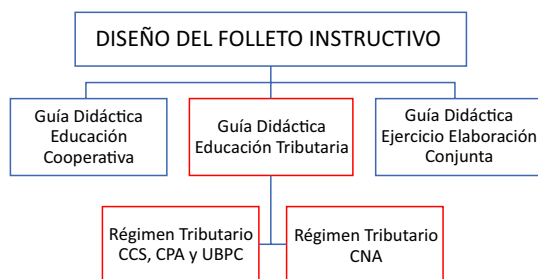 DISEÑO DEL FOLLETO INSTRUCTIVO
Guía Didáctica
Educación
Cooperativa
Guía Didáctica
Educación Tributaria
Guía Didáctica
Ejercicio Elaboración
Conjunta
Régimen Tributario
CCS, CPA y UBPC
Régimen Tributario
CNA